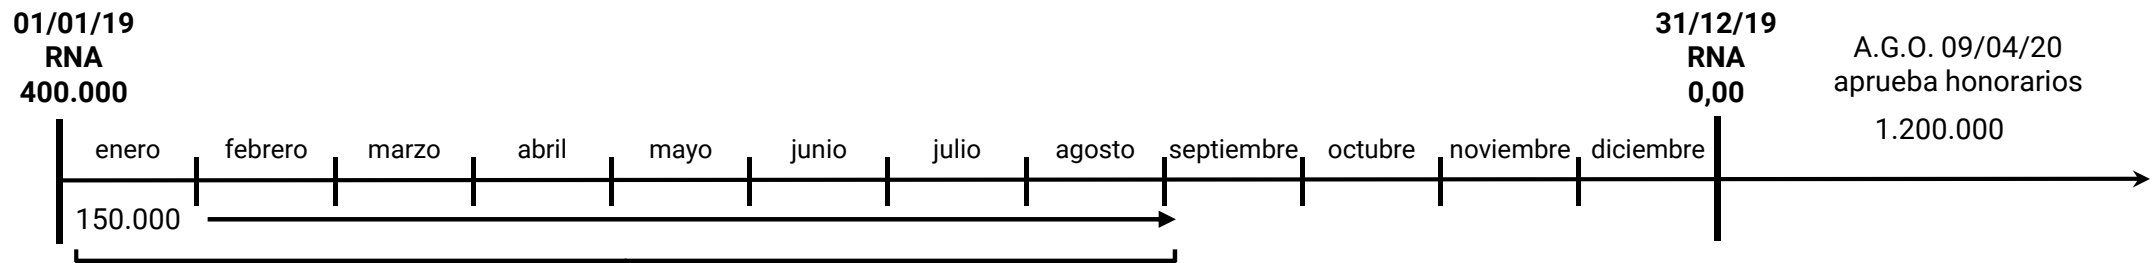 01/01/19
RNA
400.000
31/12/19
RNA
0,00
A.G.O. 09/04/20
aprueba honorarios
1.200.000
enero febrero marzo abril mayo junio julio agosto septiembre octubre noviembre diciembre
150.000